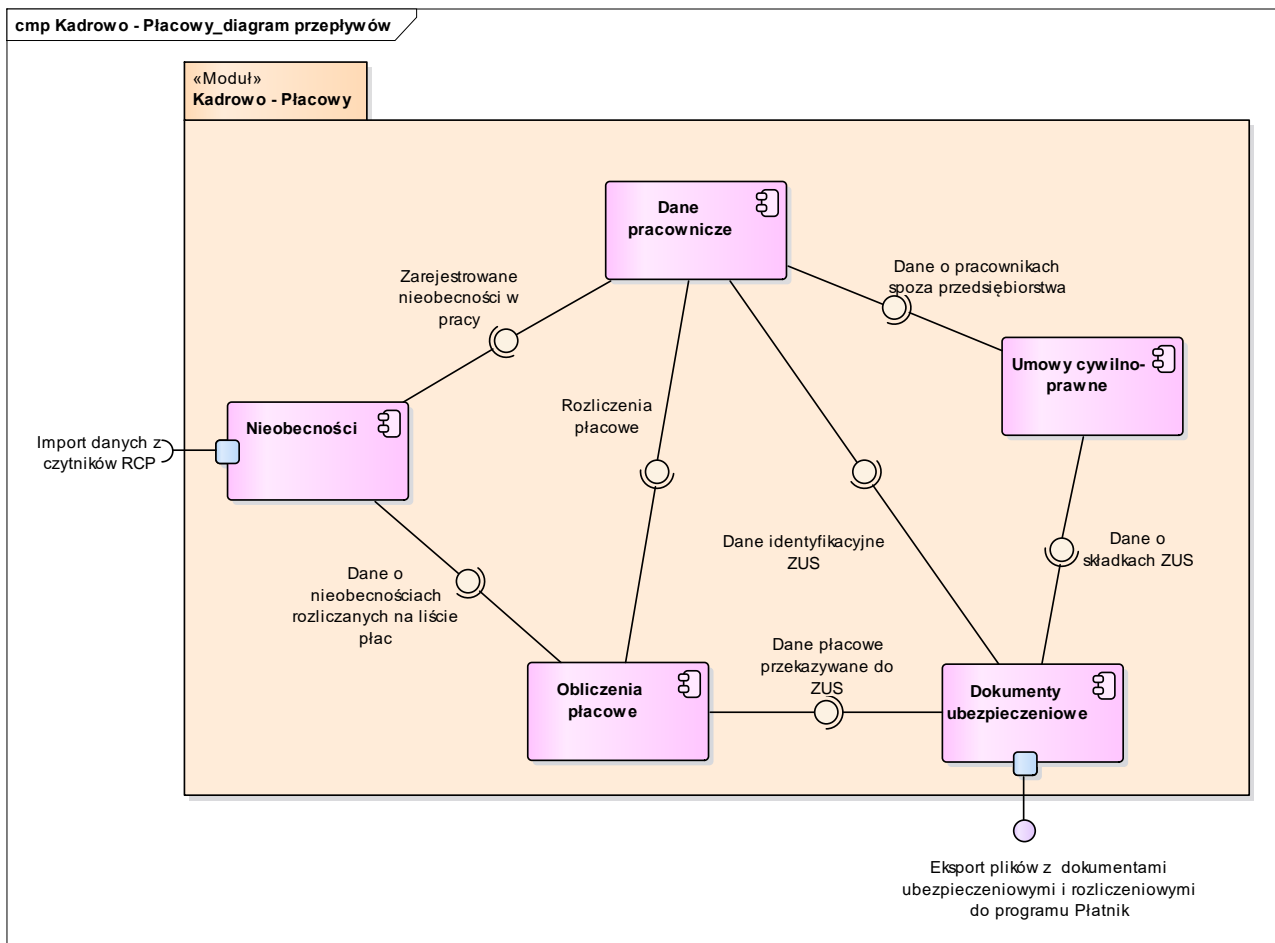 cmp Kadrowo - Płacowy_diagram przepływów
«Moduł»
Kadrowo - Płacowy
Dane
pracownicze
Zarejestrowane
nieobecności w
pracy
Dane o pracownikach
spoza przedsiębiorstwa
Umowy cywilno-
prawne
Nieobecności
Import danych z
czytników RCP
Rozliczenia
płacowe
Dane identyfikacyjne
ZUS
Dane o
składkach ZUS
Dane o
nieobecnościach
rozliczanych na liście
płac
Dane płacowe
przekazywane do
ZUS
Obliczenia
płacowe
Dokumenty
ubezpieczeniowe
Eksport plików z dokumentami
ubezpieczeniowymi i rozliczeniowymi
do programu Płatnik